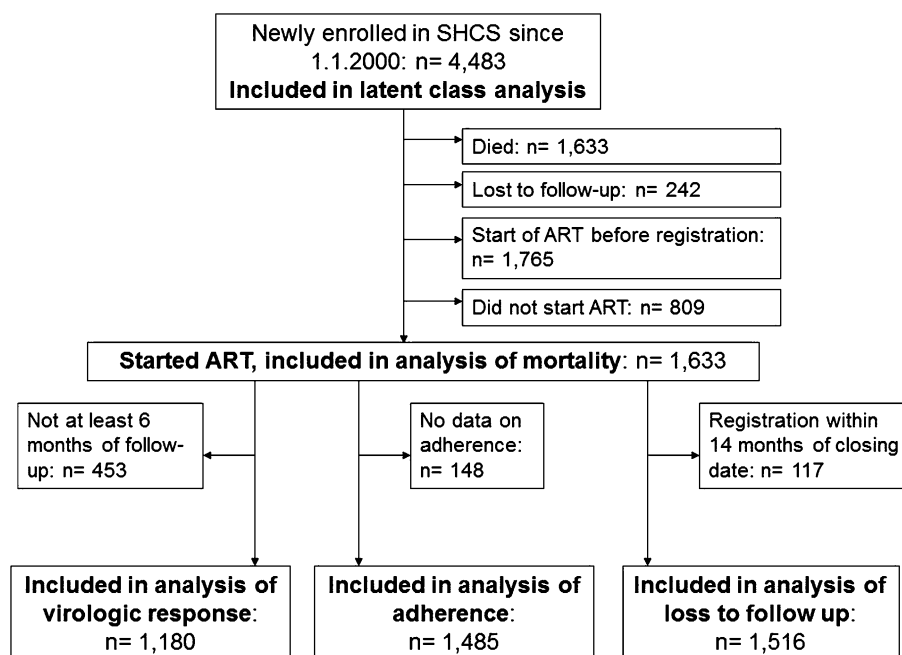 Newly enrolled in SHCS since
1.1.2000: n= 4,483
Included in latent class analysis
Died: n= 1,633
Lost to follow-up: n= 242
Start of ART before registration:
n= 1,765
Did not start ART: n= 809
Started ART, included in analysis of mortality: n= 1,633
Not at least 6
months of follow-
up: n= 453
No data on
adherence:
n= 148
Registration within
14 months of closing
date: n= 117
Included in analysis of
virologic response:
n= 1,180
Included in analysis of
adherence:
n= 1,485
Included in analysis of
loss to follow up:
n= 1,516